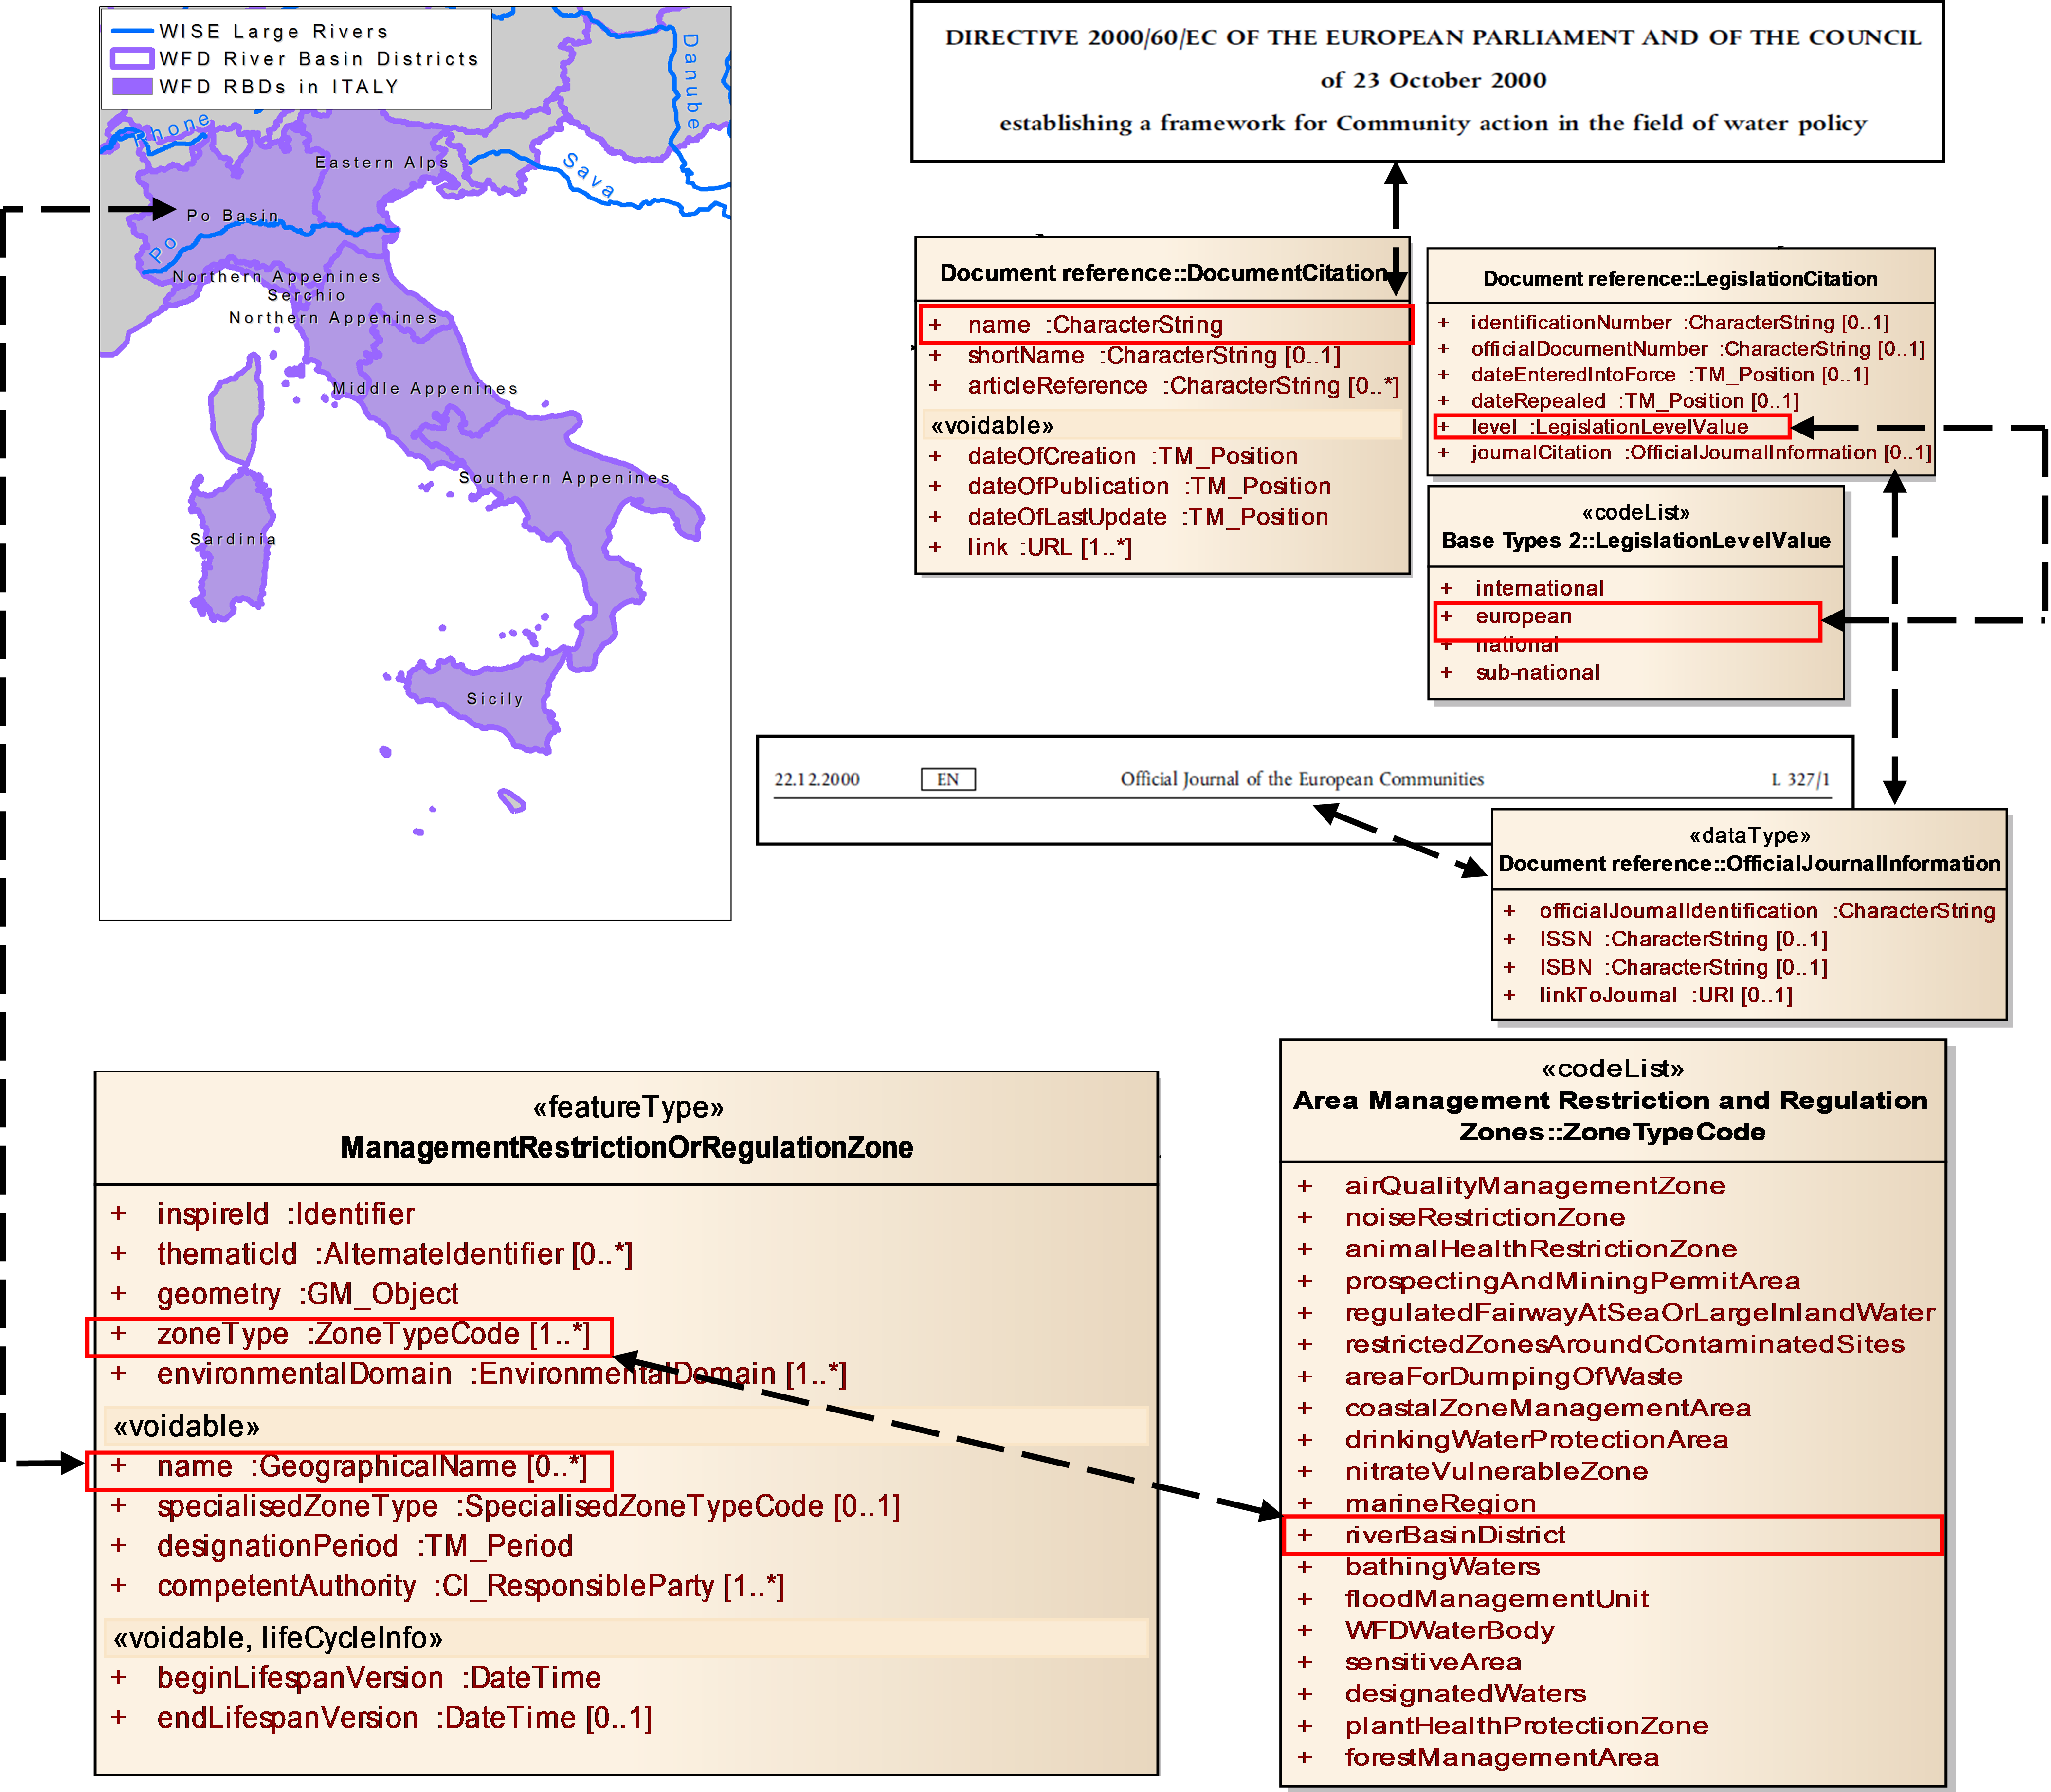 WISE Large Rivers
WFD River Basin Districts
WFD RBDs in ITALY
Danube
Rhone
Eastern Alps
Sava
Po Basin
Po
Northern Appenines
Serchio
Northern Appenines
Middle Appenines
Southern Appenines
Sardinia
Sicily
DIRECTIVE 2000/60/EC OF THE EUROPEAN PARLIAMENT AND OF THE COUNCIL
of 23 October 2000
establishing a framework for Community action in the field of water policy
Document reference::DocumentCitation
+ name :CharacterString
+ shortName :CharacterString [0..1]
+ articleReference :CharacterString [0..*]
«voidable»
+ dateOfCreation :TM_Position
+ dateOfPublication :TM_Position
+ dateOfLastUpdate :TM_Position
+ link :URL [1..*]
Document reference::LegislationCitation
+ identificationNumber :CharacterString [0..1]
+ officialDocumentNumber :CharacterString [0..1]
+ dateEnteredIntoForce :TM_Position [0..1]
+ dateRepealed :TM_Position [0..1]
+ level :LegislationLevelValue
+ journalCitation :OfficialJournalInformation [0..1]
«codeList»
Base Types 2::LegislationLevelValue
+ international
+ european
+ national
+ sub-national
22.12.2000 EN Official Journal of the European Communities L 327/1
«dataType»
Document reference::OfficialJournalInformation
+ officialJournalIdentification :CharacterString
+ ISSN :CharacterString [0..1]
+ ISBN :CharacterString [0..1]
+ linkToJournal :URI [0..1]
«featureType»
ManagementRestrictionOrRegulationZone
+ inspireId :Identifier
+ thematicId :AlternateIdentifier [0..*]
+ geometry :GM_Object
+ zoneType :ZoneTypeCode [1..*]
+ environmentalDomain :EnvironmentalDomain [1..*]
«voidable»
+ name :GeographicalName [0..*]
+ specialisedZoneType :SpecialisedZoneTypeCode [0..1]
+ designationPeriod :TM_Period
+ competentAuthority :CI_ResponsibleParty [1..*]
«voidable, lifeCycleInfo»
+ beginLifespanVersion :DateTime
+ endLifespanVersion :DateTime [0..1]
«codeList»
Area Management Restriction and Regulation
Zones::ZoneTypeCode
+ airQualityManagementZone
+ noiseRestrictionZone
+ animalHealthRestrictionZone
+ prospectingAndMiningPermitArea
+ regulatedFairwayAtSeaOrLargeInlandWater
+ restrictedZonesAroundContaminatedSites
+ areaForDumpingOfWaste
+ coastalZoneManagementArea
+ drinkingWaterProtectionArea
+ nitrateVulnerableZone
+ marineRegion
+ riverBasinDistrict
+ bathingWaters
+ floodManagementUnit
+ WFDWaterBody
+ sensitiveArea
+ designatedWaters
+ plantHealthProtectionZone
+ forestManagementArea